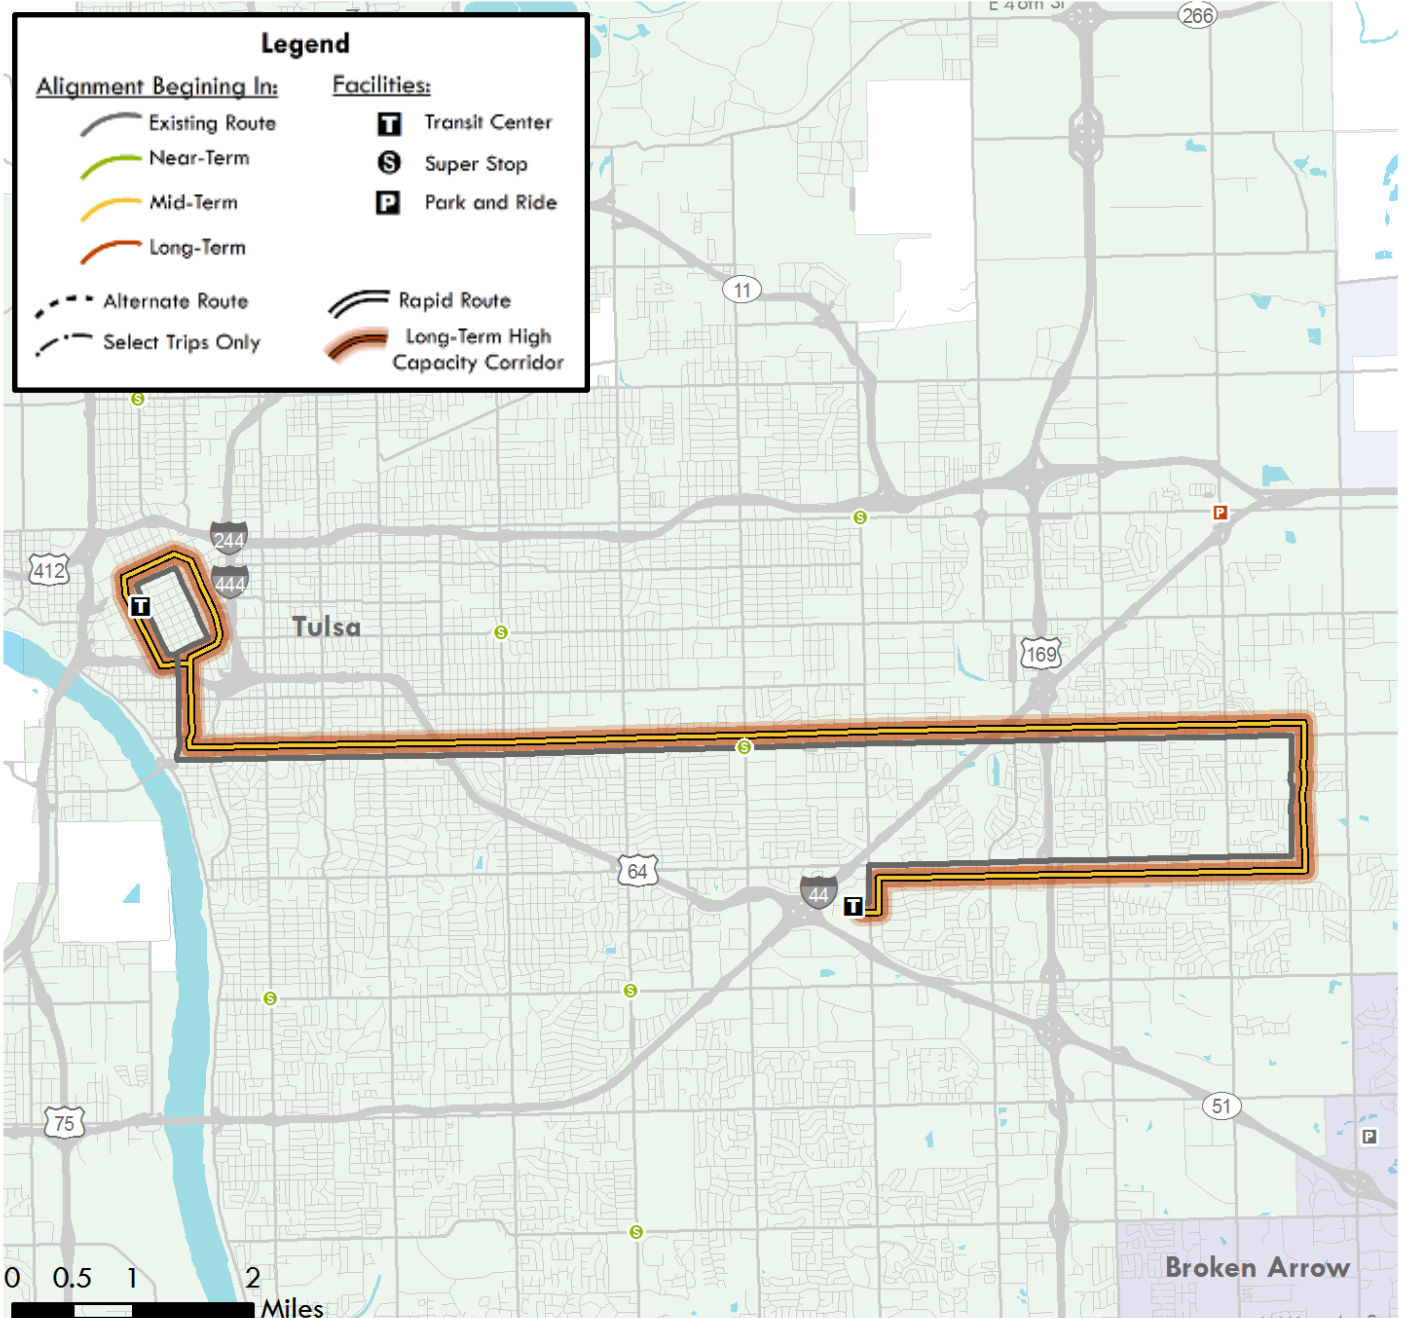 E 46th St
266
Legend
Alignment Begining In:
Facilities:
Existing Route
T Transit Center
Near-Term
S Super Stop
Mid-Term
P Park and Ride
Long-Term
Alternate Route
Rapid Route
Select Trips Only
Long-Term High
Capacity Corridor
11
S
S
P
244
412
444
T
Tulsa
S
169
S
64
44
T
S
S
75
51
P
S
Broken Arrow
0 0.5 1 2
Miles